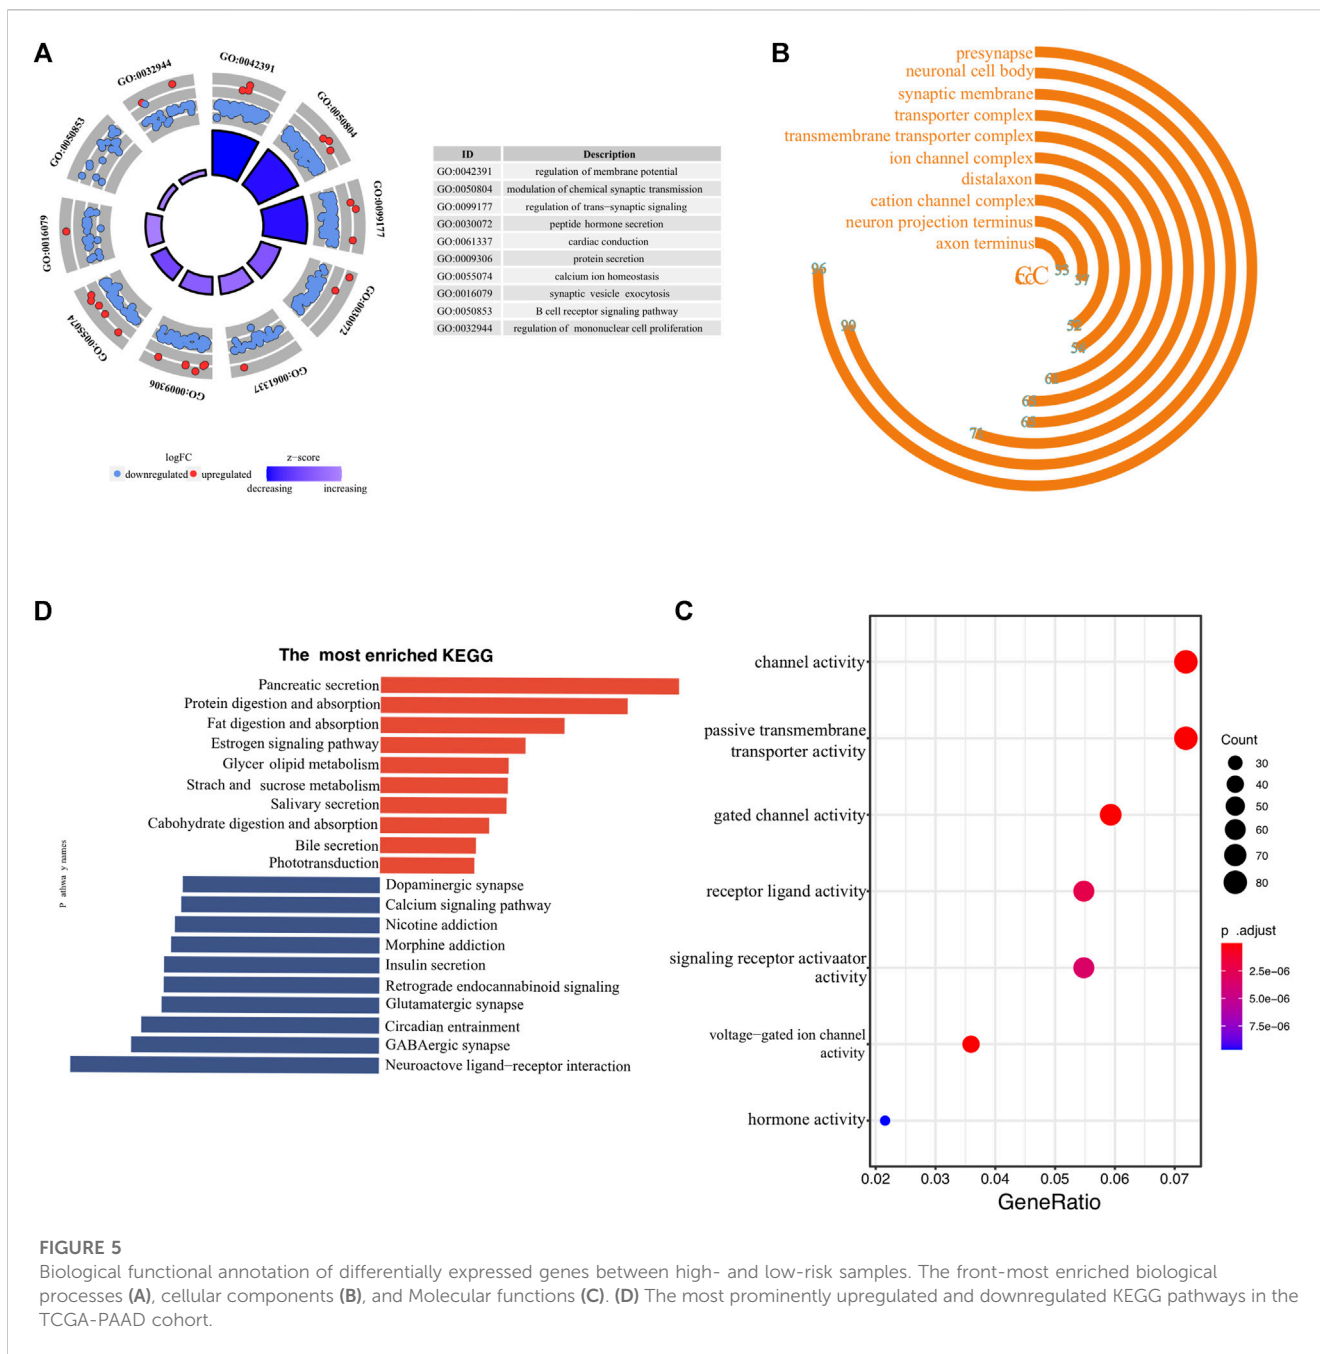 A
GO:0042391
GO:0050804
GO:0099177
GO:0030072
GO:0061337
GO:0009306
GO:0055074
GO:0016079
GO:0050853
GO:0032944
logFC
downregulated
upregulated
z-score
decreasing
increasing
ID Description
GO:0042391 regulation of membrane potential
GO:0050804 modulation of chemical synaptic transmission
GO:0099177 regulation of trans-synaptic signaling
GO:0030072 peptide hormone secretion
GO:0061337 cardiac conduction
GO:0009306 protein secretion
GO:0055074 calcium ion homeostasis
GO:0016079 synaptic vesicle exocytosis
GO:0050853 B cell receptor signaling pathway
GO:0032944 regulation of mononuclear cell proliferation
B
presynapse
neuronal cell body
synaptic membrane
transporter complex
transmembrane transporter complex
ion channel complex
distalaxon
cation channel complex
neuron projection terminus
axon terminus
96
90
52
54
D
The most enriched KEGG
P athwa y names
Pancreatic secretion
Protein digestion and absorption
Fat digestion and absorption
Estrogen signaling pathway
Glycer olipid metabolism
Strach and sucrose metabolism
Salivary secretion
Cabohydrate digestion and absorption
Bile secretion
Phototransduction
Dopaminergic synapse
Calcium signaling pathway
Nicotine addiction
Morphine addiction
Insulin secretion
Retrograde endocannabinoid signaling
Glutamatergic synapse
Circadian entrainment
GABAergic synapse
Neuroactove ligand-receptor interaction
C
channel activity
passive transmembrane
transporter activity
gated channel activity
receptor ligand activity
signaling receptor activaator
activity
voltage-gated ion channel
activity
hormone activity
0.02 0.03 0.04 0.05 0.06 0.07
GeneRatio
Count
30
40
50
60
70
80
p .adjust
2.5e-06
5.0e-06
7.5e-06
FIGURE 5
Biological functional annotation of differentially expressed genes between high- and low-risk samples. The front-most enriched biological
processes (A), cellular components (B), and Molecular functions (C). (D) The most prominently upregulated and downregulated KEGG pathways in the
TCGA-PAAD cohort.